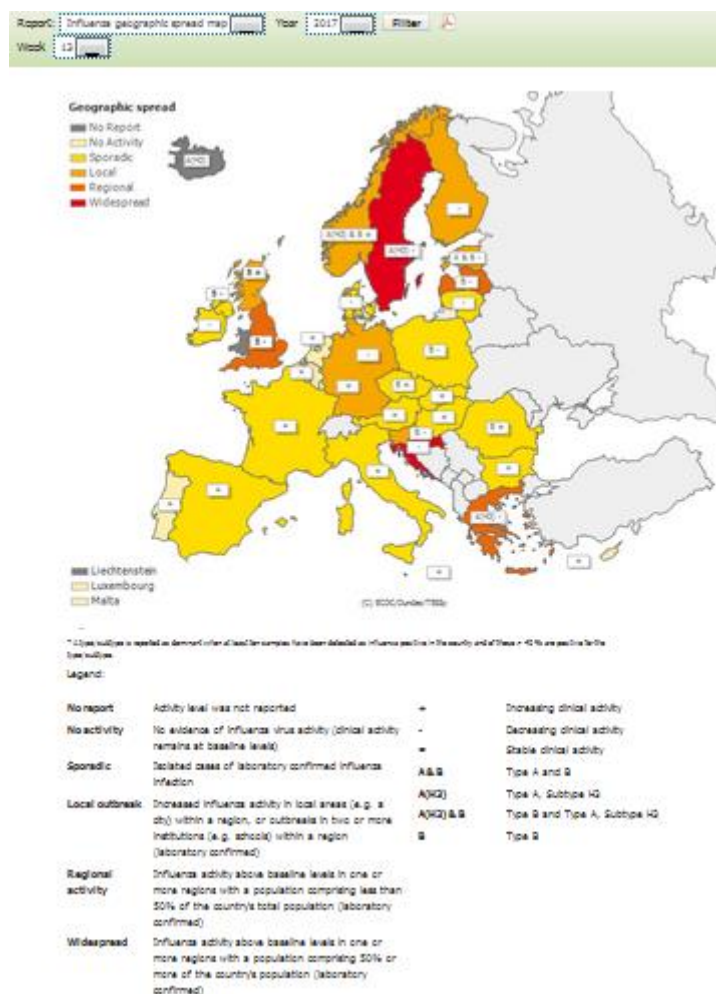 Report: Influenza geographic spread map Year 2017 Filter
Week 13
Geographic spread
No Report
No Activity
Sporadic
Local
Regional
Widespread
A(H3)
A(H3) & B =
A(H3) -
-
A & B -
B -
-
B =
B -
-
B -
-
=
=
-
=
B -
B =
=
=
=
B =
=
B -
-
=
=
=
=
A(H3) -
=
=
Liechtenstein
Luxembourg
Malta
Legend:
No report Activity level was not reported + Increasing clinical activity
No activity No evidence of influenza virus activity (clinical activity - Decreasing clinical activity
remains at baseline levels) = Stable clinical activity
Sporadic Isolated cases of laboratory confirmed influenza A & B Type A and B
infection A(H3) Type A, Subtype H3
Local outbreak Increased influenza activity in local areas (e.g. a A(H3) & B Type B and Type A, Subtype H3
city) within a region, or outbreaks in two or more B Type B
institutions (e.g. schools) within a region
(laboratory confirmed)
Regional Influenza activity above baseline levels in one or
activity more regions with a population comprising less than
50% of the country's total population (laboratory
confirmed)
Widespread Influenza activity above baseline levels in one or
more regions with a population comprising 50% or
more of the country's population (laboratory
confirmed)